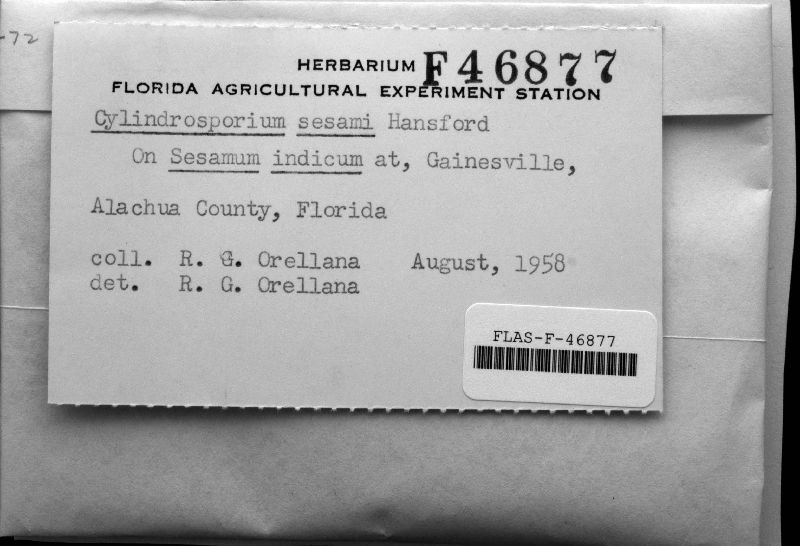 -72
HERBARIUM F46877
FLORIDA AGRICULTURAL EXPERIMENT STATION
Cylindrosporium sesami Hansford
On Sesamum indicum at, Gainesville,
Alachua County, Florida
coll. R. G. Orellana August, 1958
det. R. G. Orellana
FLAS-F-46877